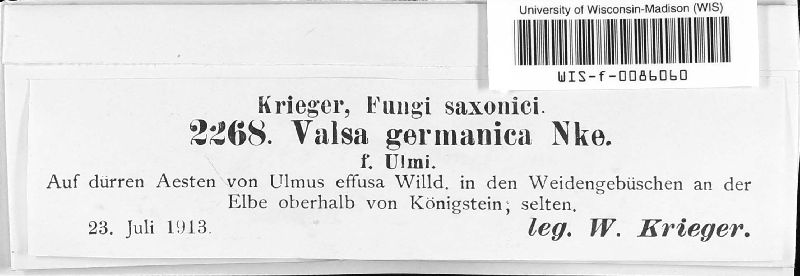 University of Wisconsin-Madison (WIS)
WIS-f-0086060
Krieger, Fungi saxonici.
2268. Valsa germanica Nke.
f. Ulmi.
Auf dürren Aesten von Ulmus effusa Willd. in den Weidengebüschen an der
Elbe oberhalb von Königstein; selten.
23. Juli 1913.
leg. W. Krieger.